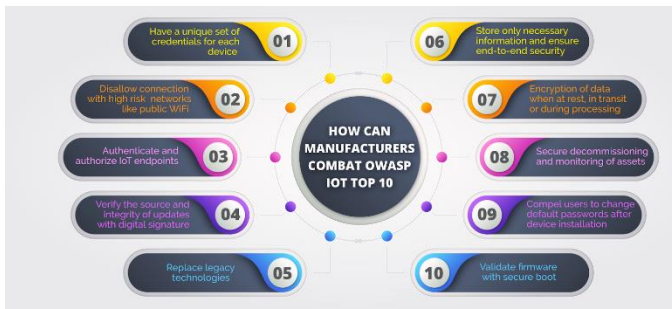 Have a unique set of
credentials for each
device
01
Disallow connection
with high risk networks
like public WiFi
02
Authenticate and
authorize IoT endpoints
03
Verify the source and
integrity of updates
with digital signature
04
Replace legacy
technologies
05
HOW CAN
MANUFACTURERS
COMBAT OWASP
IOT TOP 10
06
Store only necessary
information and ensure
end-to-end security
07
Encryption of data
when at rest, in transit
or during processing
08
Secure decommissioning
and monitoring of assets
09
Compel users to change
default passwords after
device installation
10
Validate firmware
with secure boot